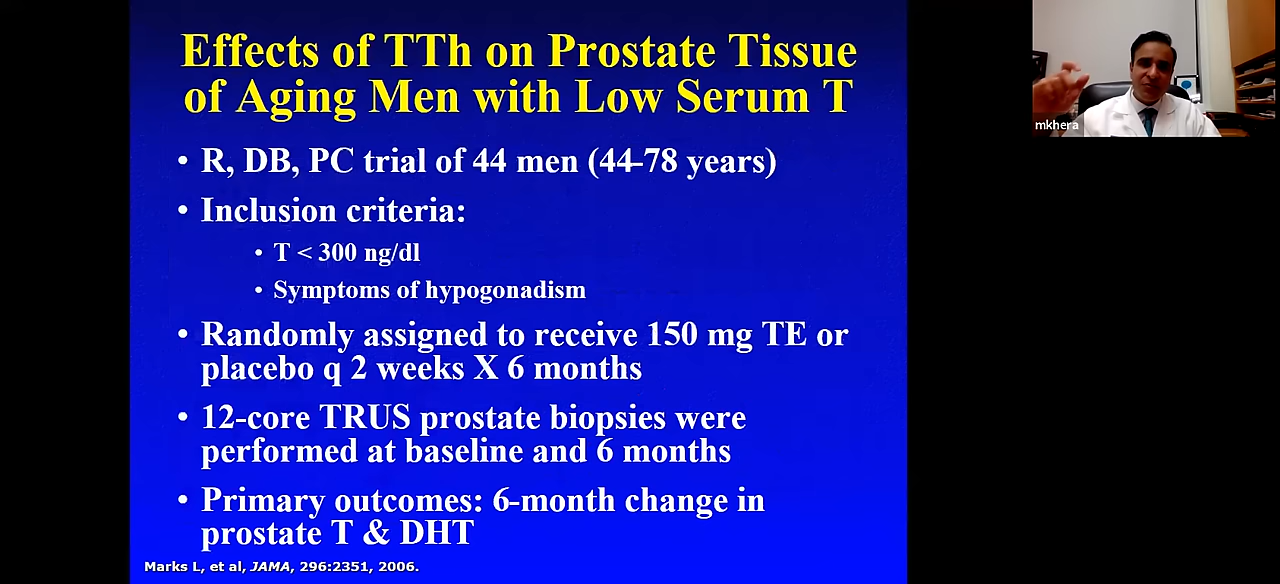 Effects of TTh on Prostate Tissue
of Aging Men with Low Serum T
• R, DB, PC trial of 44 men (44-78 years)
• Inclusion criteria:
• T < 300 ng/dl
• Symptoms of hypogonadism
• Randomly assigned to receive 150 mg TE or
placebo q 2 weeks X 6 months
• 12-core TRUS prostate biopsies were
performed at baseline and 6 months
• Primary outcomes: 6-month change in
prostate T & DHT
Marks L, et al, JAMA, 296:2351, 2006.
mkhera